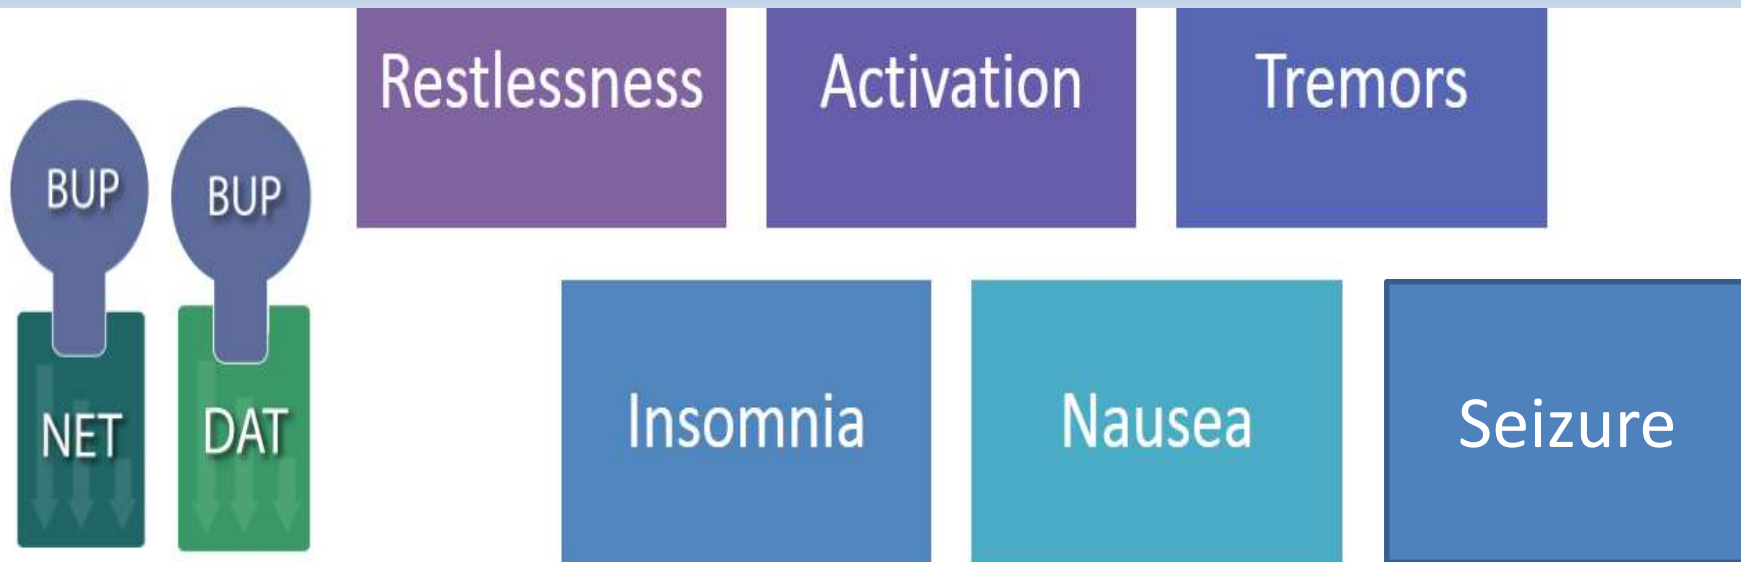 Restlessness
Activation
Tremors
BUP
BUP
NET
DAT
Insomnia
Nausea
Seizure